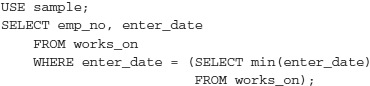 USE sample;
SELECT emp_no, enter_date
FROM works_on
WHERE enter_date = (SELECT min(enter_date)
FROM works_on);